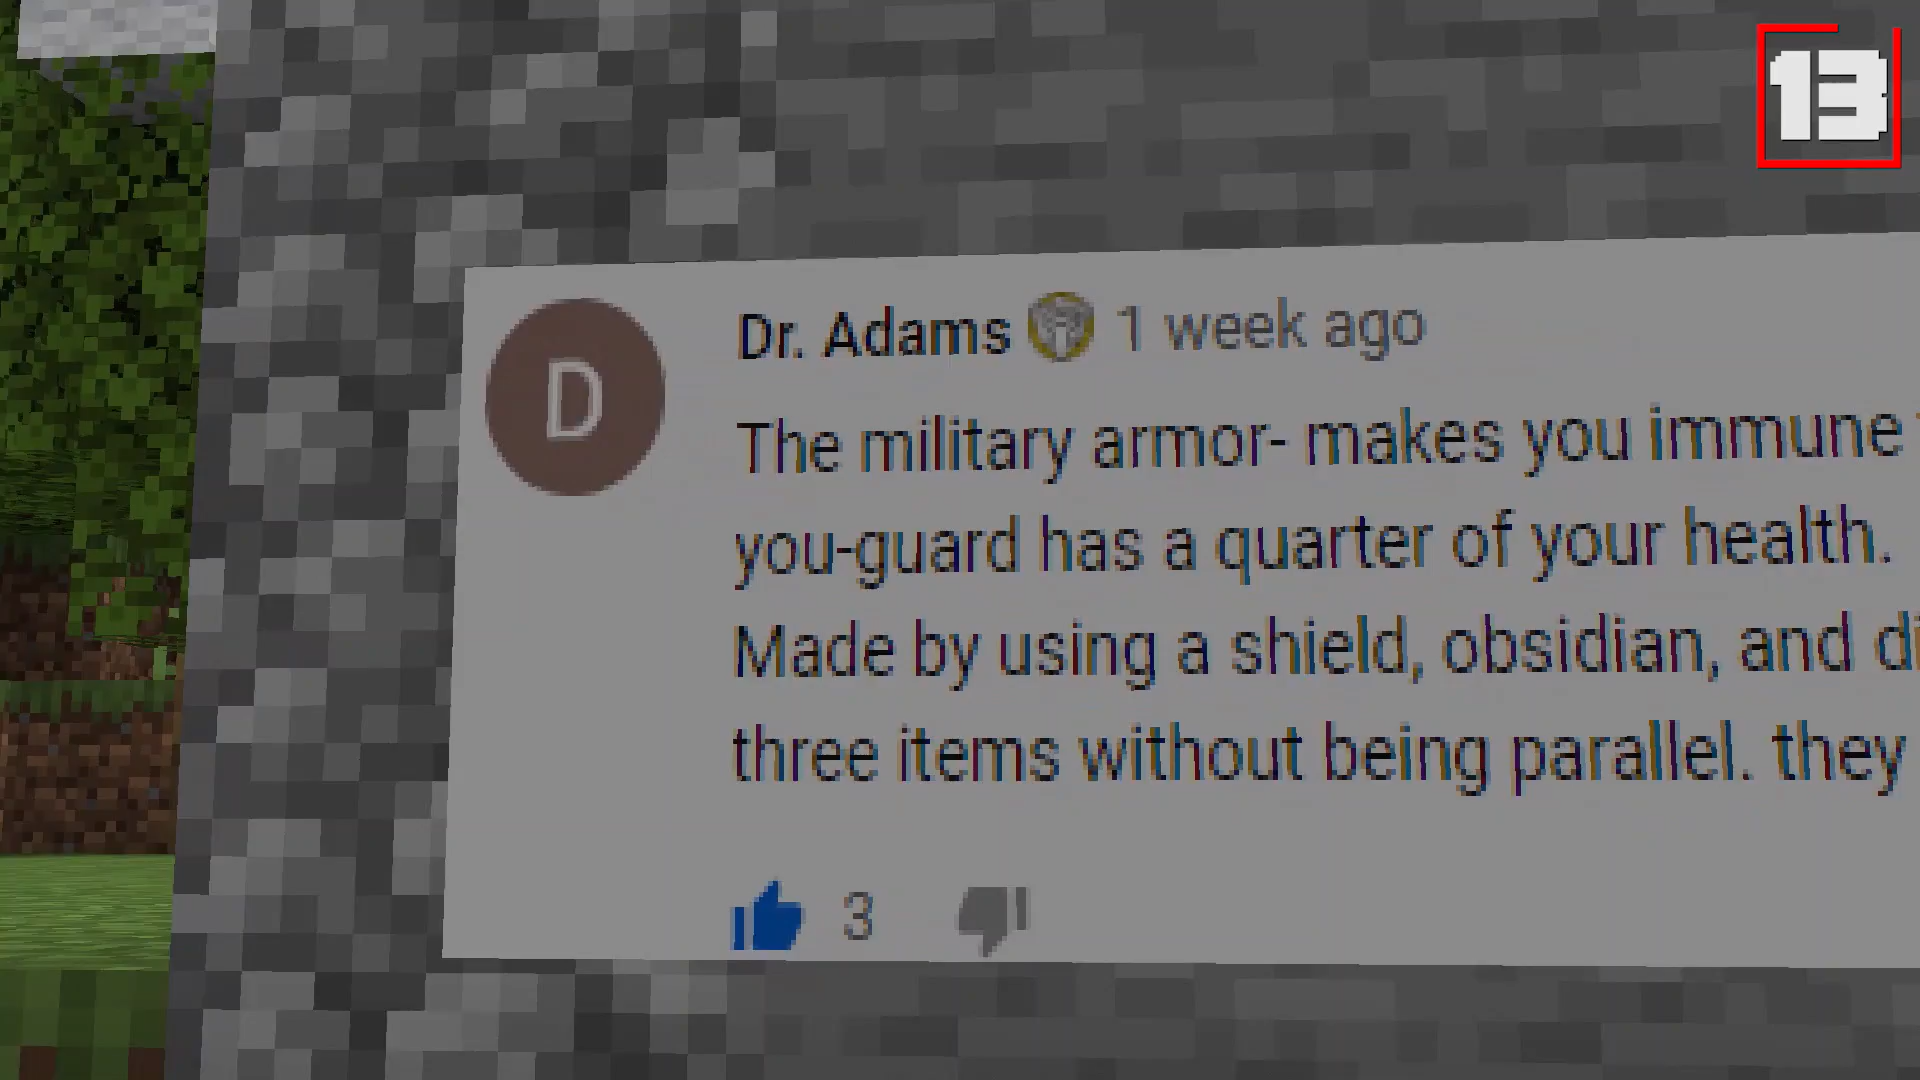 13
Dr. Adams 1 week ago
D
The military armor- makes you immune
you-guard has a quarter of your health.
Made by using a shield, obsidian, and
three items without being parallel. they
3